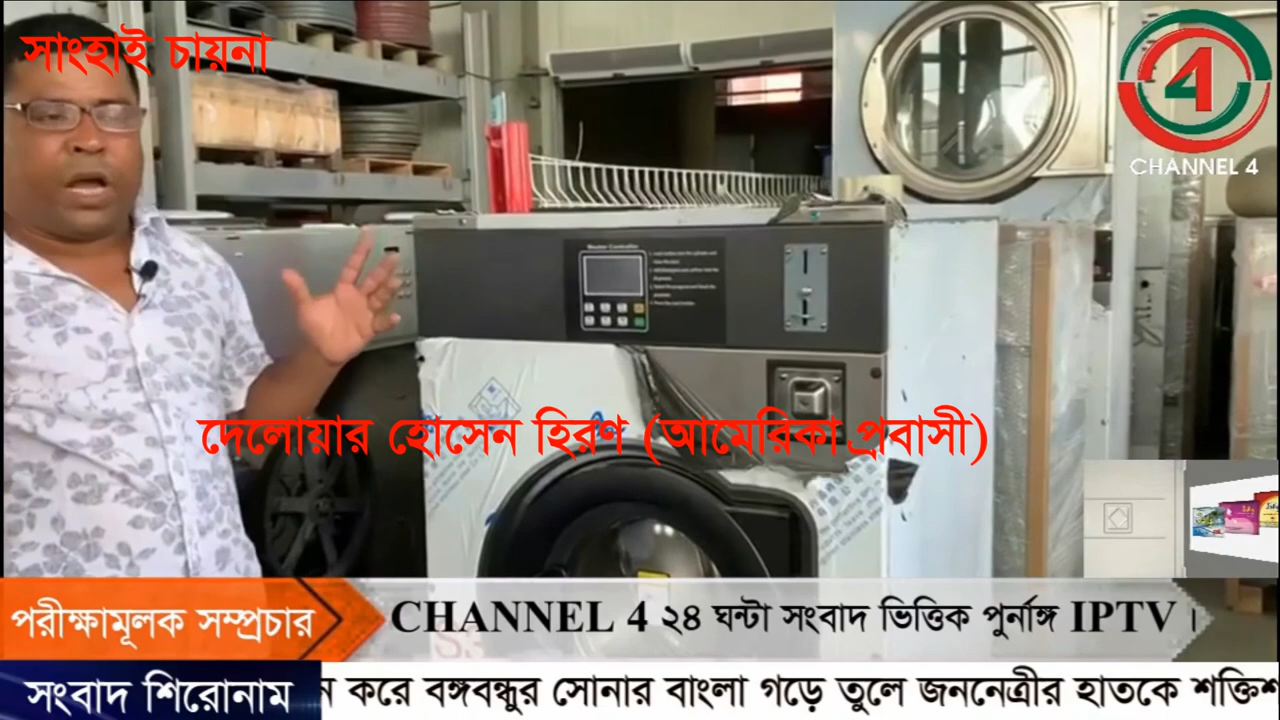 সাংহাই চায়না
4
CHANNEL 4
দেলোয়ার হোসেন হিরণ (আমেরিকা প্রবাসী)
পরীক্ষামূলক সম্প্রচার
CHANNEL 4 ২৪ ঘন্টা সংবাদ ভিত্তিক পুর্নাঙ্গ IPTV।
সংবাদ শিরোনাম
ন করে বঙ্গবন্ধুর সোনার বাংলা গড়ে তুলে জননেত্রীর হাতকে শক্তিশ